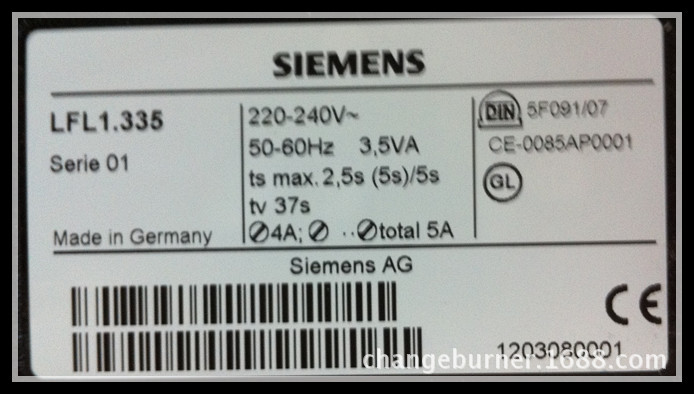 SIEMENS
LFL1.335
Serie 01
Made in Germany
220-240V~
50-60Hz 3,5VA
ts max. 2,5s (5s)/5s
tv 37s
⊘4A; ⊘ ..⊘total 5A
DIN 5F091/07
CE-0085AP0001
GL
Siemens AG
CE
1203080001
changeburner.1688.com